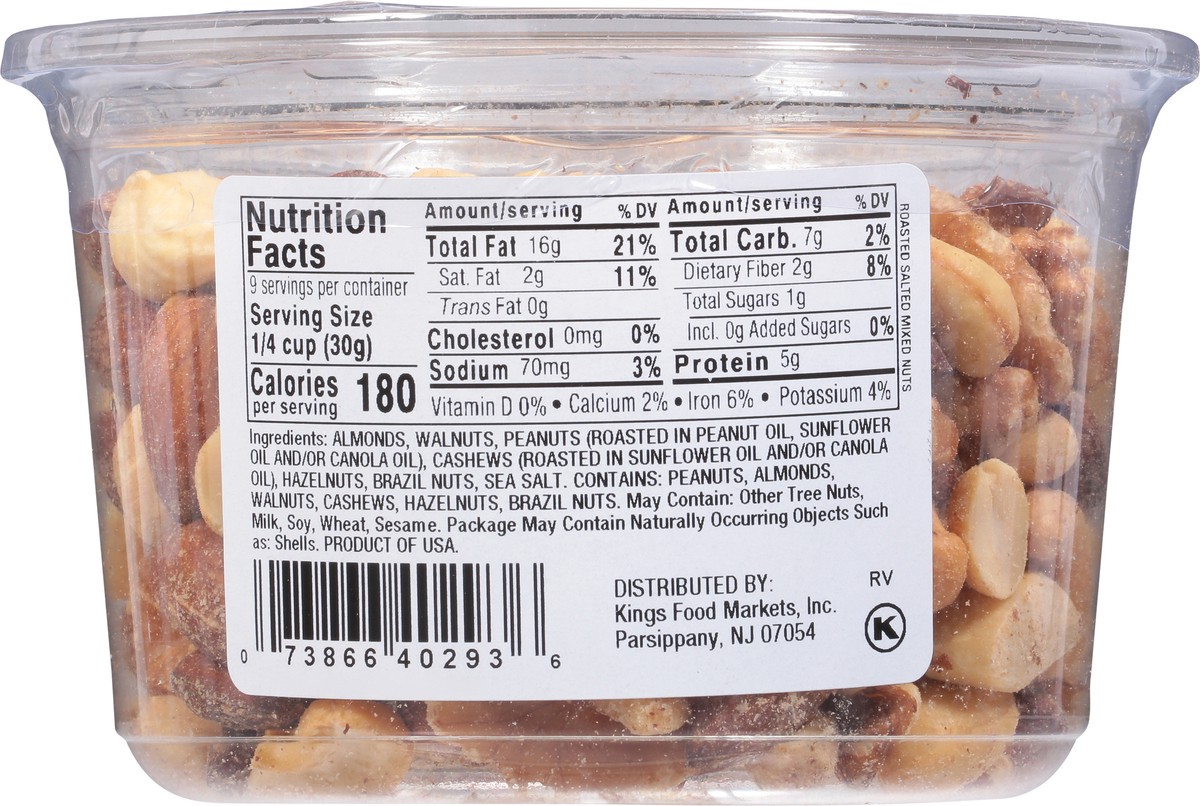 Nutrition
Facts
9 servings per container
Serving Size
1/4 cup (30g)
Calories 180
per serving
Amount/serving % DV
Total Fat 16g 21%
Sat. Fat 2g 11%
Trans Fat 0g
Cholesterol 0mg 0%
Sodium 70mg 3%
Amount/serving % DV
Total Carb. 7g 2%
Dietary Fiber 2g 8%
Total Sugars 1g
Incl. 0g Added Sugars 0%
Protein 5g
Vitamin D 0% • Calcium 2% • Iron 6% • Potassium 4%
ROASTED SALTED MIXED NUTS
Ingredients: ALMONDS, WALNUTS, PEANUTS (ROASTED IN PEANUT OIL, SUNFLOWER
OIL AND/OR CANOLA OIL), CASHEWS (ROASTED IN SUNFLOWER OIL AND/OR CANOLA
OIL), HAZELNUTS, BRAZIL NUTS, SEA SALT. CONTAINS: PEANUTS, ALMONDS,
WALNUTS, CASHEWS, HAZELNUTS, BRAZIL NUTS. May Contain: Other Tree Nuts,
Milk, Soy, Wheat, Sesame. Package May Contain Naturally Occurring Objects Such
as: Shells. PRODUCT OF USA.
0 73866 40293 6
DISTRIBUTED BY:
Kings Food Markets, Inc.
Parsippany, NJ 07054
RV
K